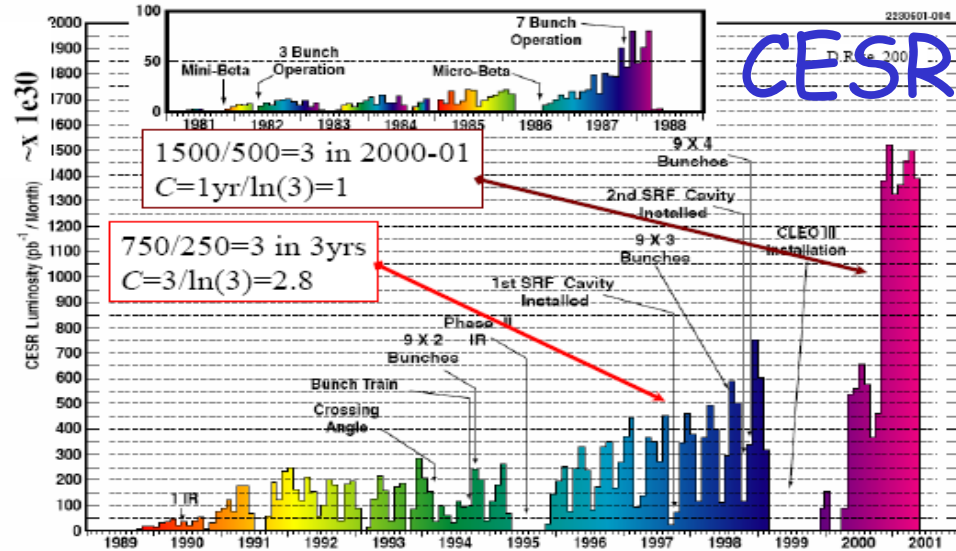 2230601-004
CESR
100
50
0
Mini-Beta
3 Bunch
Operation
Micro-Beta
7 Bunch
Operation
1981 1982 1983 1984 1985 1986 1987 1988
CESR Luminosity (pb⁻¹ / Month) ~x 1e30
2000
1900
1800
1700
1600
1500
1400
1300
1200
1100
1000
900
800
700
600
500
400
300
200
100
0
1500/500=3 in 2000-01
C=1yr/ln(3)=1
750/250=3 in 3yrs
C=3/ln(3)=2.8
9 X 4
Bunches
2nd SRF Cavity
Installed
CLEO III
Installation
9 X 3
Bunches
1st SRF Cavity
Installed
Phase II
IR
9 X 2
Bunches
Bunch Train
Crossing
Angle
1 IR
1989 1990 1991 1992 1993 1994 1995 1996 1997 1998 1999 2000 2001